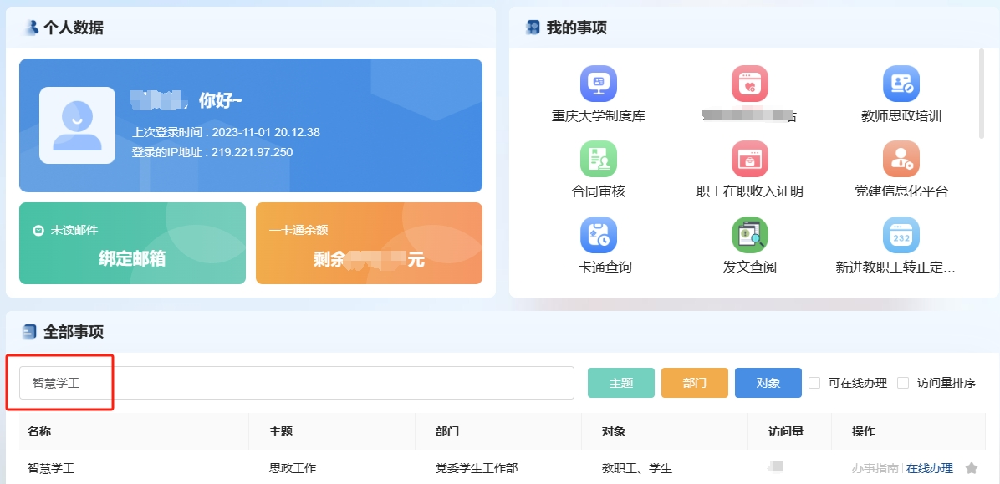 个人数据
，你好~
上次登录时间 : 2023-11-01 20:12:38
登录的IP地址 : 219.221.97.250
未读邮件
绑定邮箱
一卡通余额
剩余 元
我的事项
重庆大学制度库
教师思政培训
合同审核
职工在职收入证明
党建信息化平台
一卡通查询
发文查阅
232
新进教职工转正定...
全部事项
智慧学工
主题 部门 对象 可在线办理 访问量排序
名称 主题 部门 对象 访问量 操作
智慧学工 思政工作 党委学生工作部 教职工、学生 办事指南 | 在线办理